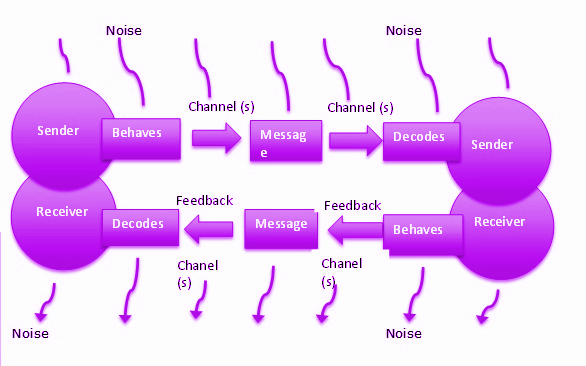 Noise
Noise
Channel (s)
Channel (s)
Sender
Behaves
Messag
e
Decodes
Sender
Feedback
Feedback
Receiver
Decodes
Message
Behaves
Receiver
Chanel
(s)
Chanel
(s)
Noise
Noise